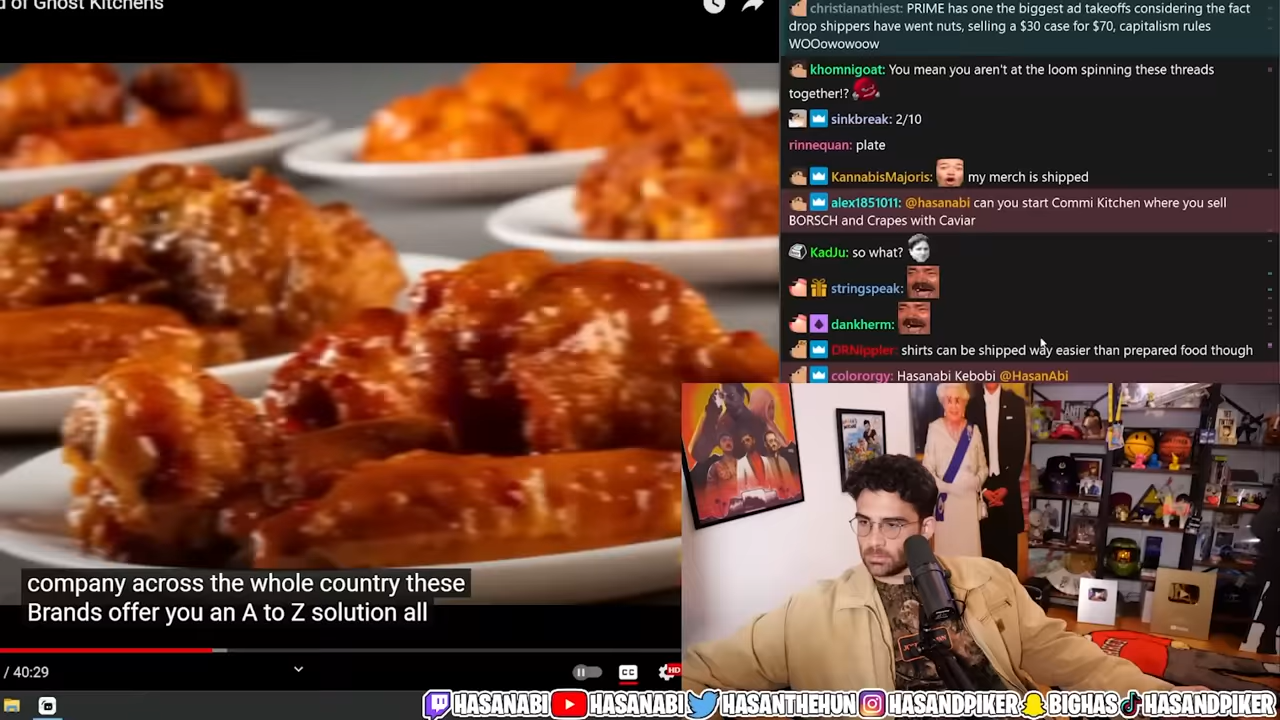 d of Ghost Kitchens
christianathiest: PRIME has one the biggest ad takeoffs considering the fact
drop shippers have went nuts, selling a $30 case for $70, capitalism rules
WOOwowoow
khomnigoat: You mean you aren't at the loom spinning these threads
together!?
sinkbreak: 2/10
rinnequan: plate
KannabisMajoris: my merch is shipped
alex1851011: @hasanabi can you start Commi Kitchen where you sell
BORSCH and Crapes with Caviar
KadJu: so what?
stringspeak:
dankherm:
DRNippler: shirts can be shipped way easier than prepared food though
colororgy: Hasanabi Kebobi @HasanAbi
company across the whole country these
Brands offer you an A to Z solution all
/ 40:29
CC
HD
HASANABI HASANABI HASANTHEHUN HASANDPIKER BIGHAS HASANDPIKER